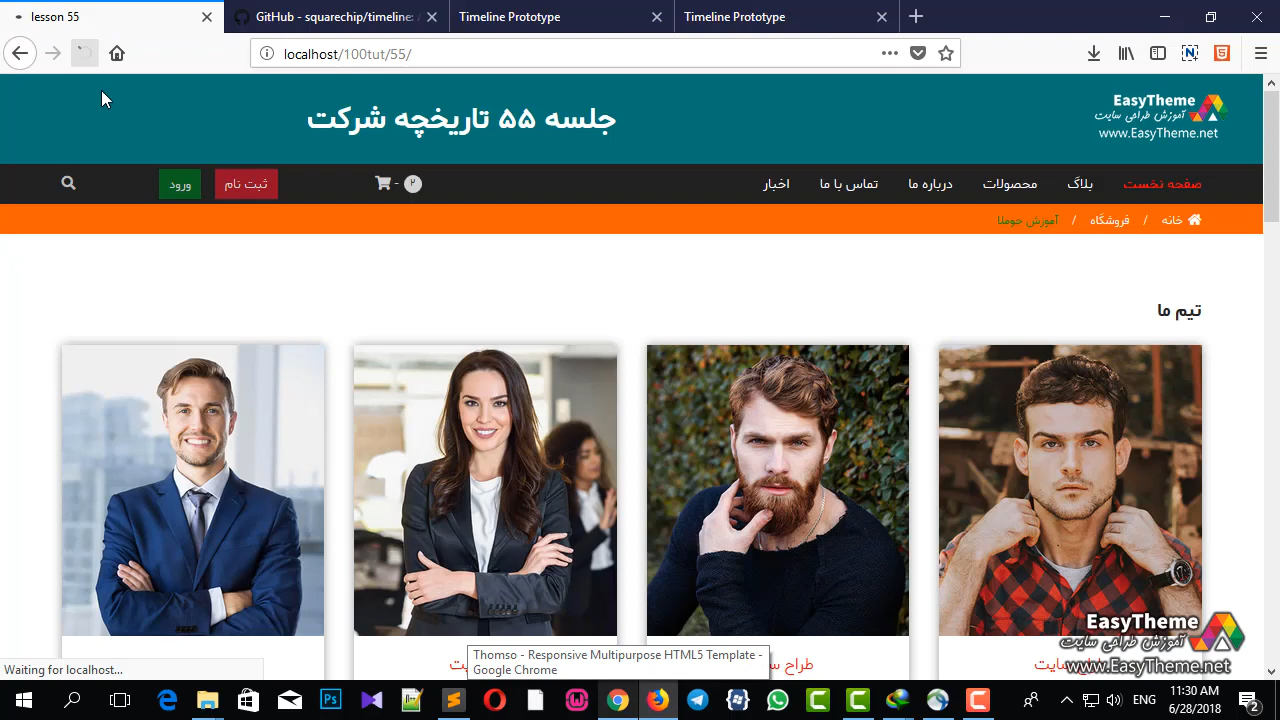 lesson 55
GitHub - squarechip/timeline:
Timeline Prototype
Timeline Prototype
localhost/100tut/55/
جلسه ۵۵ تاریخچه شرکت
EasyTheme
آموزش طراحی سایت
www.EasyTheme.net
صفحه نخست
بلاگ
محصولات
درباره ما
تماس با ما
اخبار
۲ -
ثبت نام
ورود
خانه / فروشگاه / آموزش جوملا
تیم ما
Waiting for localhost...
Thomso - Responsive Multipurpose HTML5 Template -
Google Chrome
EasyTheme
آموزش طراحی سایت
www.EasyTheme.net
ENG
11:30 AM
6/28/2018
2